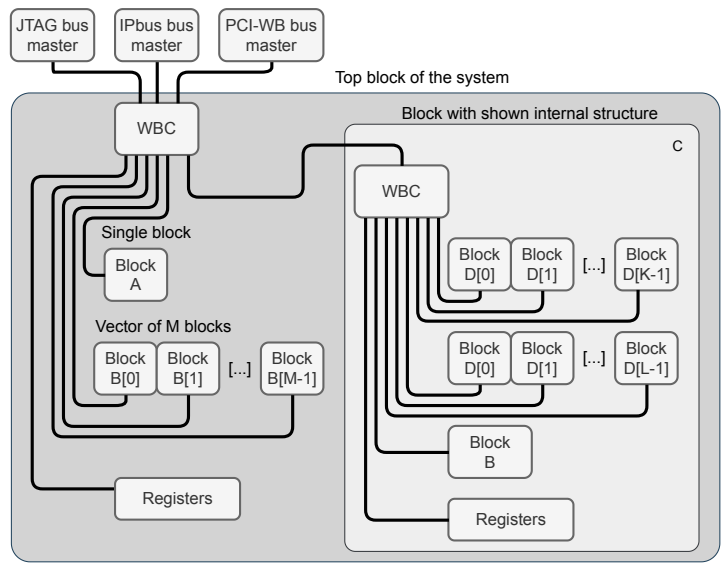 JTAG bus
master
IPbus bus
master
PCI-WB bus
master
Top block of the system
WBC
Block with shown internal structure
C
WBC
Single block
Block
A
Block
D[0]
Block
D[1]
[...]
Block
D[K-1]
Vector of M blocks
Block
B[0]
Block
B[1]
[...]
Block
B[M-1]
Block
D[0]
Block
D[1]
[...]
Block
D[L-1]
Block
B
Registers
Registers